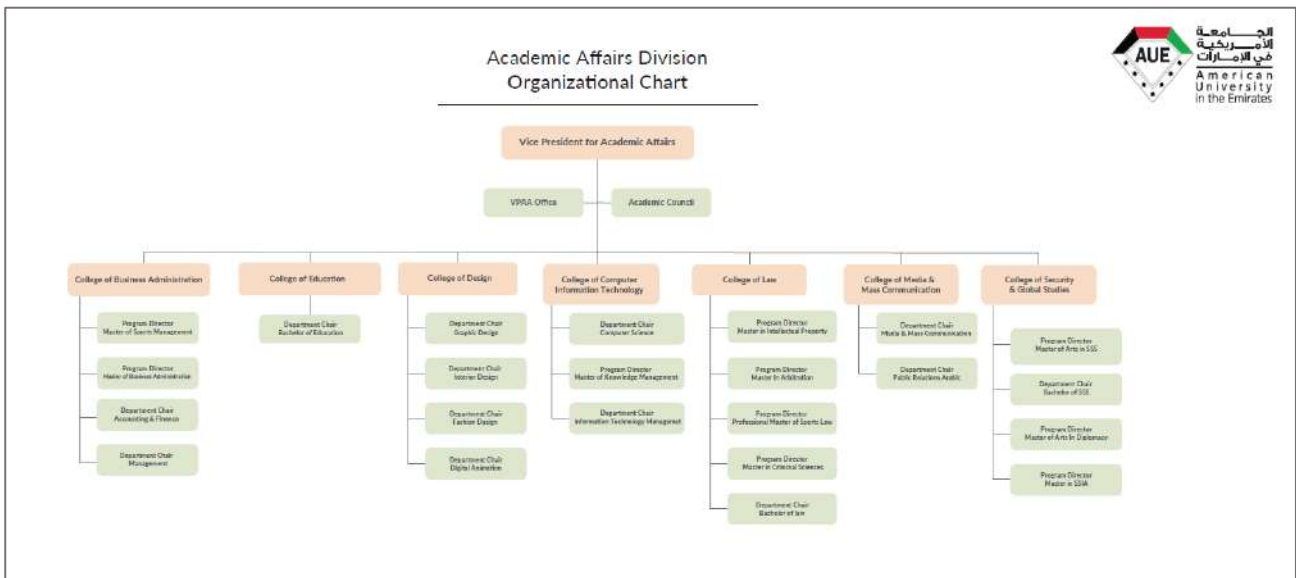 Academic Affairs Division
Organizational Chart
AUE
الجامعة
الأمريكية
في الإمارات
American
University
in the Emirates
Vice President for Academic Affairs
VPAA Office
Academic Council
College of Business Administration
Program Director
Master of Sports Management
Program Director
Master of Business Administration
Department Chair
Accounting & Finance
Department Chair
Management
College of Education
Department Chair
Bachelor of Education
College of Design
Department Chair
Graphic Design
Department Chair
Interior Design
Department Chair
Fashion Design
Department Chair
Digital Animation
College of Computer
Information Technology
Department Chair
Computer Science
Program Director
Master of Knowledge Management
Department Chair
Information Technology Managemet
College of Law
Program Director
Master in Intellectual Property
Program Director
Master in Arbitration
Program Director
Professional Master of Sports Law
Program Director
Master in Criminal Sciences
Department Chair
Bachelor of law
College of Media &
Mass Communication
Department Chair
Media & Mass Communication
Department Chair
Public Relations Arabic
College of Security
& Global Studies
Program Director
Master of Arts in SSS
Department Chair
Bachelor of SSS
Program Director
Master of Arts in Diplomacy
Program Director
Master in SSIA